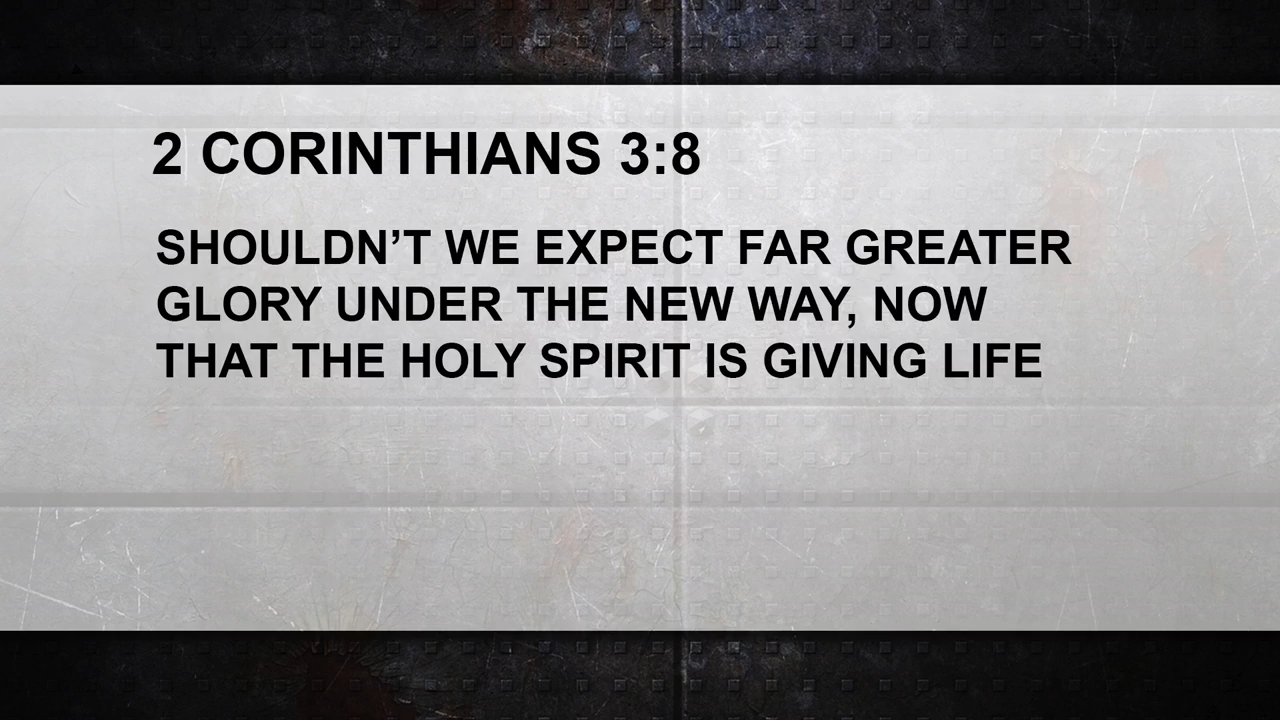 2 CORINTHIANS 3:8
SHOULDN’T WE EXPECT FAR GREATER
GLORY UNDER THE NEW WAY, NOW
THAT THE HOLY SPIRIT IS GIVING LIFE